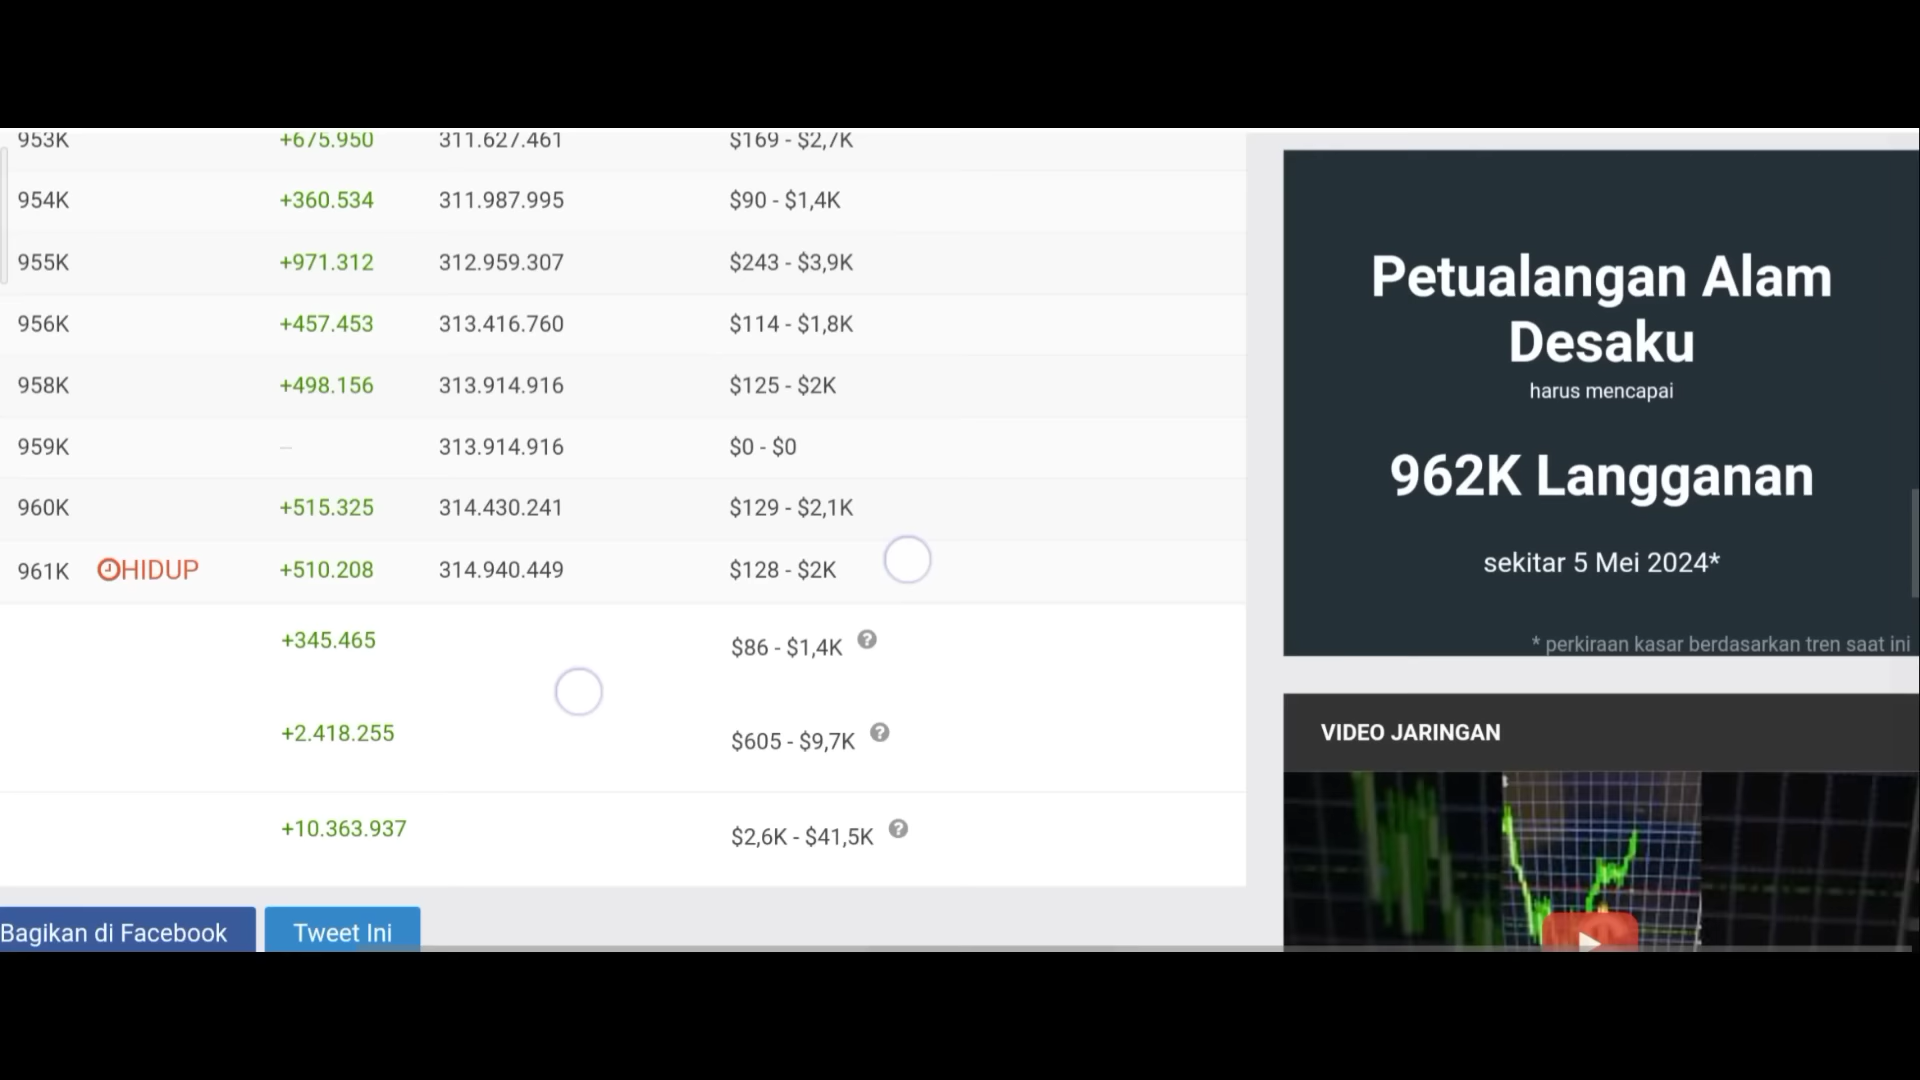 953K +675.950 311.627.461 $169 - $2,7K
954K +360.534 311.987.995 $90 - $1,4K
955K +971.312 312.959.307 $243 - $3,9K
956K +457.453 313.416.760 $114 - $1,8K
958K +498.156 313.914.916 $125 - $2K
959K -- 313.914.916 $0 - $0
960K +515.325 314.430.241 $129 - $2,1K
961K HIDUP +510.208 314.940.449 $128 - $2K
+345.465 $86 - $1,4K ?
+2.418.255 $605 - $9,7K ?
+10.363.937 $2,6K - $41,5K ?
Bagikan di Facebook Tweet Ini
Petualangan Alam
Desaku
harus mencapai
962K Langganan
sekitar 5 Mei 2024*
* perkiraan kasar berdasarkan tren saat ini
VIDEO JARINGAN